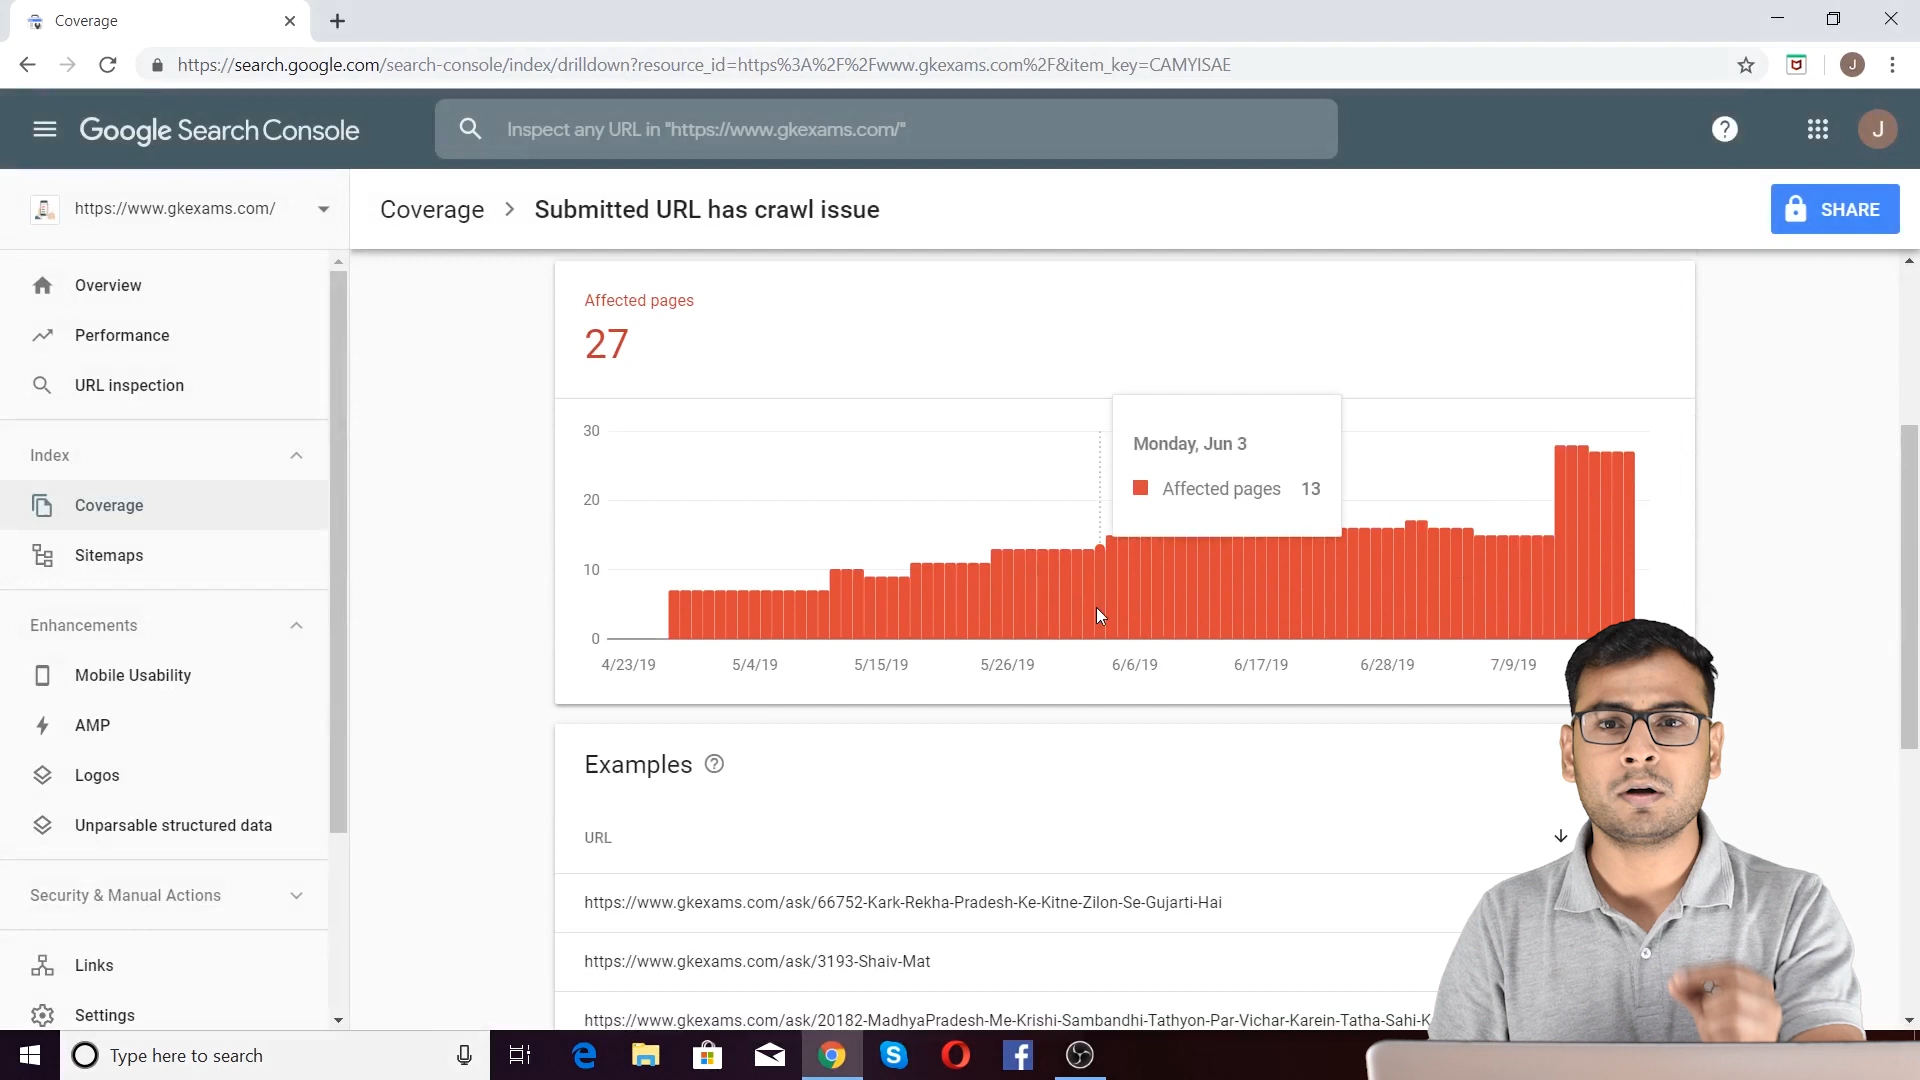 Coverage
https://search.google.com/search-console/index/drilldown?resource_id=https%3A%2F%2Fwww.gkexams.com%2F&item_key=CAMYISAE
J
Google Search Console
Inspect any URL in "https://www.gkexams.com/"
J
https://www.gkexams.com/
Coverage > Submitted URL has crawl issue
SHARE
Overview
Performance
URL inspection
Index
Coverage
Sitemaps
Enhancements
Mobile Usability
AMP
Logos
Unparsable structured data
Security & Manual Actions
Links
Settings
Affected pages
27
30
20
10
0
Monday, Jun 3
Affected pages 13
4/23/19 5/4/19 5/15/19 5/26/19 6/6/19 6/17/19 6/28/19 7/9/19
Examples
URL
https://www.gkexams.com/ask/66752-Kark-Rekha-Pradesh-Ke-Kitne-Zilon-Se-Gujarti-Hai
https://www.gkexams.com/ask/3193-Shaiv-Mat
https://www.gkexams.com/ask/20182-MadhyaPradesh-Me-Krishi-Sambandhi-Tathyon-Par-Vichar-Karein-Tatha-Sahi-K
Type here to search